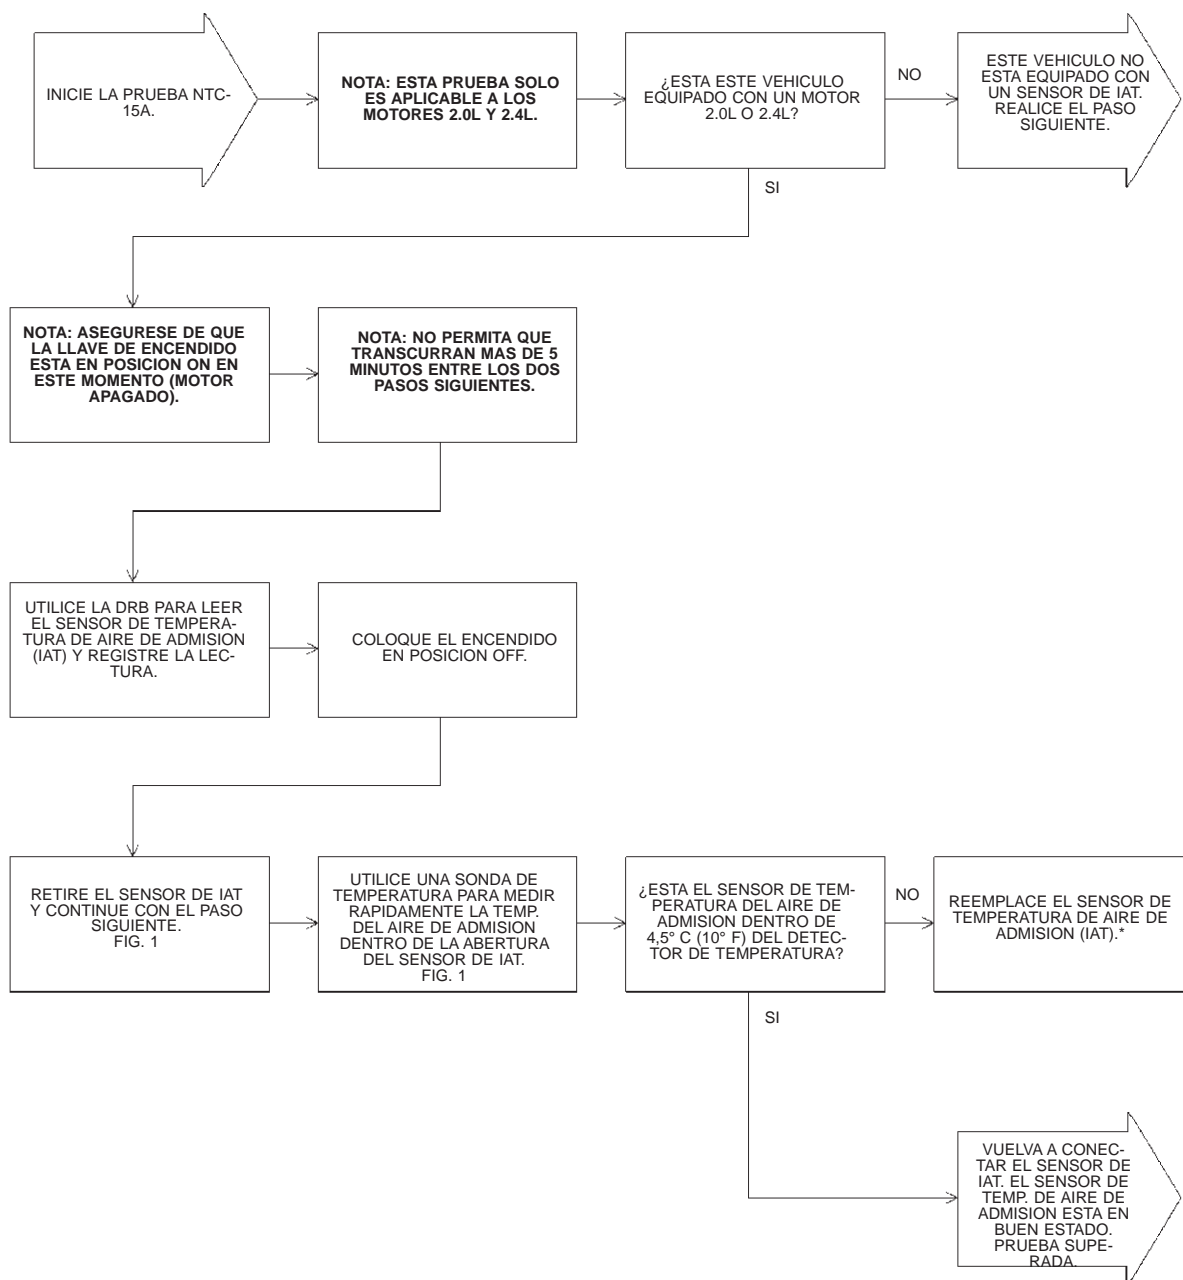 INICIE LA PRUEBA NTC-
15A.
NOTA: ESTA PRUEBA SOLO
ES APLICABLE A LOS
MOTORES 2.0L Y 2.4L.
¿ESTA ESTE VEHICULO
EQUIPADO CON UN MOTOR
2.0L O 2.4L?
NO
ESTE VEHICULO NO
ESTA EQUIPADO CON
UN SENSOR DE IAT.
REALICE EL PASO
SIGUIENTE.
SI
NOTA: ASEGURESE DE QUE
LA LLAVE DE ENCENDIDO
ESTA EN POSICION ON EN
ESTE MOMENTO (MOTOR
APAGADO).
NOTA: NO PERMITA QUE
TRANSCURRAN MAS DE 5
MINUTOS ENTRE LOS DOS
PASOS SIGUIENTES.
UTILICE LA DRB PARA LEER
EL SENSOR DE TEMPERA-
TURA DE AIRE DE ADMISION
(IAT) Y REGISTRE LA LEC-
TURA.
COLOQUE EL ENCENDIDO
EN POSICION OFF.
RETIRE EL SENSOR DE IAT
Y CONTINUE CON EL PASO
SIGUIENTE.
FIG. 1
UTILICE UNA SONDA DE
TEMPERATURA PARA MEDIR
RAPIDAMENTE LA TEMP.
DEL AIRE DE ADMISION
DENTRO DE LA ABERTURA
DEL SENSOR DE IAT.
FIG. 1
¿ESTA EL SENSOR DE TEM-
PERATURA DEL AIRE DE
ADMISION DENTRO DE
4,5° C (10° F) DEL DETEC-
TOR DE TEMPERATURA?
NO
REEMPLACE EL SENSOR DE
TEMPERATURA DE AIRE DE
ADMISION (IAT).*
SI
VUELVA A CONEC-
TAR EL SENSOR DE
IAT. EL SENSOR DE
TEMP. DE AIRE DE
ADMISION ESTA EN
BUEN ESTADO.
PRUEBA SUPE-
RADA.